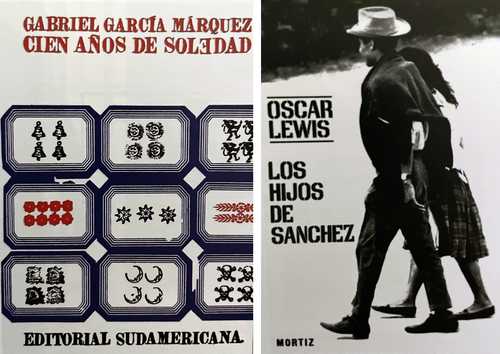 GABRIEL GARCÍA MÁRQUEZ
CIEN AÑOS DE SOLEDAD
EDITORIAL SUDAMERICANA
OSCAR
LEWIS
LOS
HIJOS
DE
SANCHEZ
MORTIZ